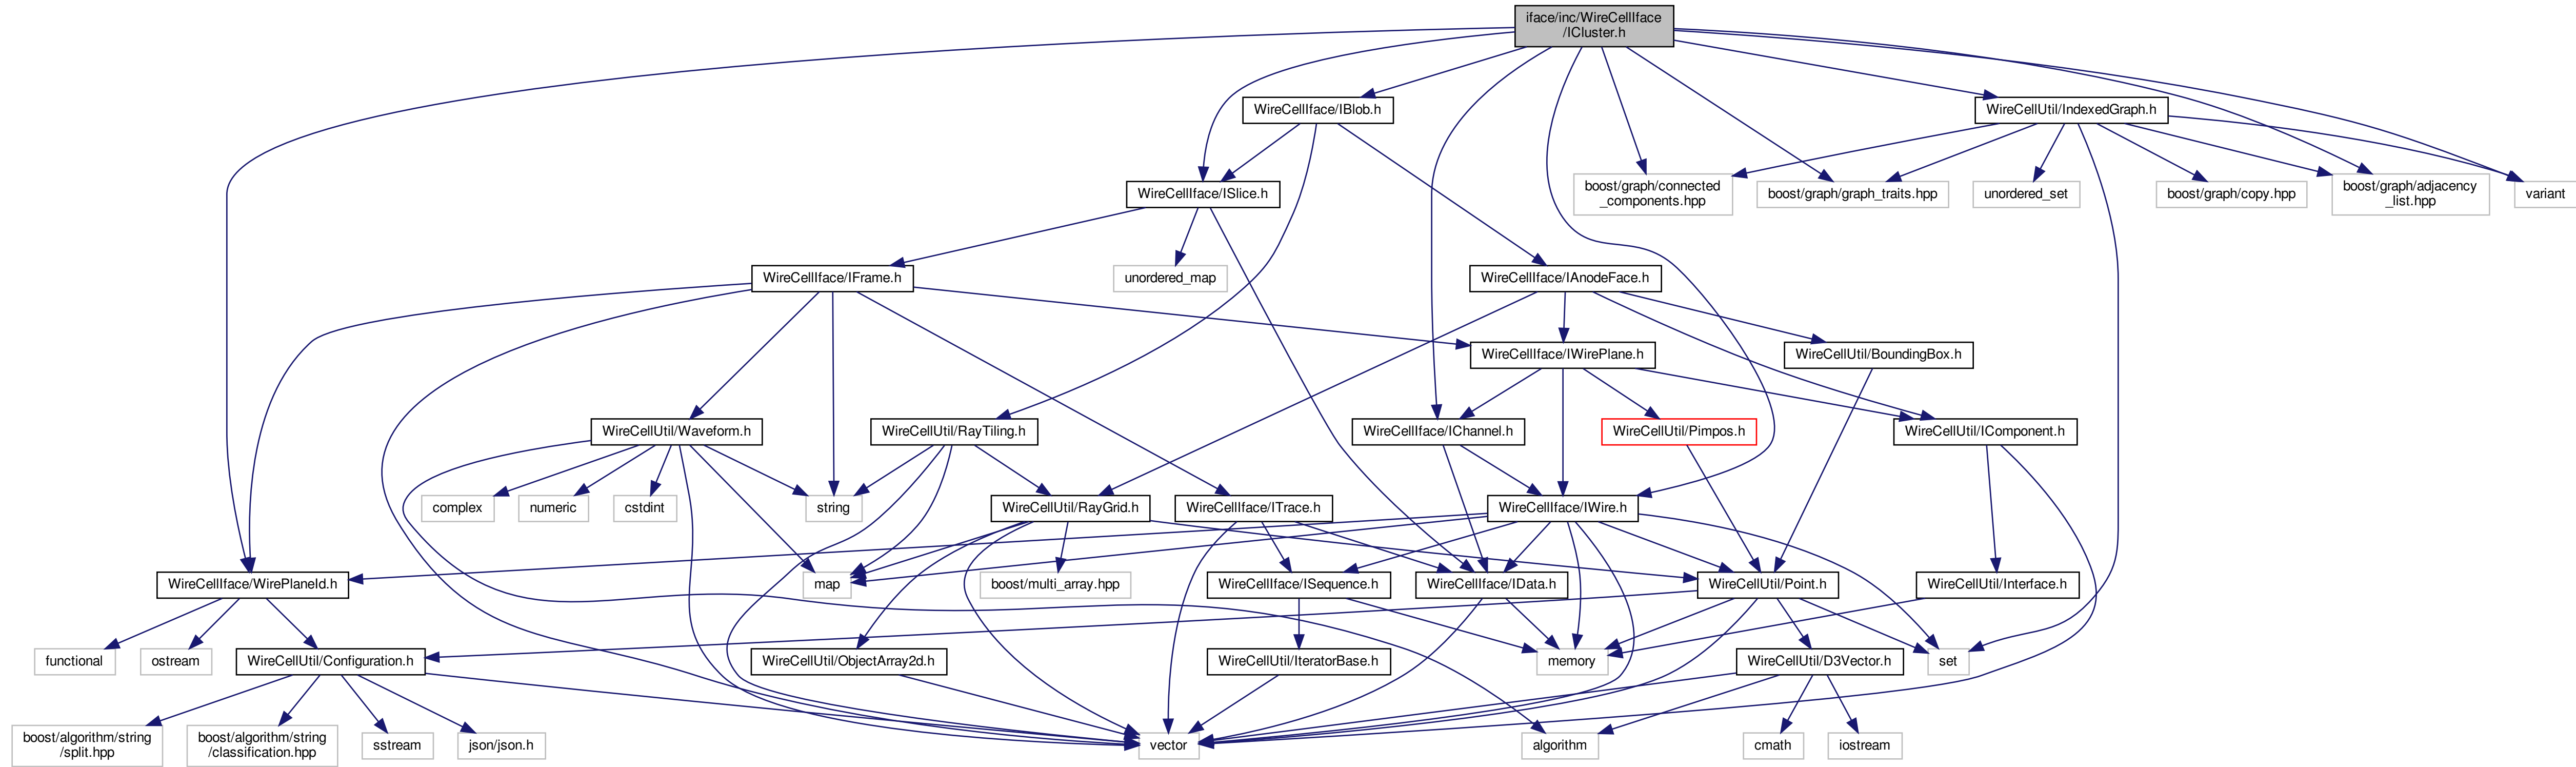 iface/inc/WireCellIface
/ICluster.h
WireCellIface/IBlob.h
WireCellUtil/IndexedGraph.h
WireCellIface/ISlice.h
boost/graph/connected
_components.hpp
boost/graph/graph_traits.hpp
unordered_set
boost/graph/copy.hpp
boost/graph/adjacency
_list.hpp
variant
WireCellIface/IFrame.h
unordered_map
WireCellIface/IAnodeFace.h
WireCellIface/IWirePlane.h
WireCellUtil/BoundingBox.h
WireCellUtil/Waveform.h
WireCellUtil/RayTiling.h
WireCellIface/IChannel.h
WireCellUtil/Pimpos.h
WireCellUtil/IComponent.h
complex
numeric
cstdint
string
WireCellUtil/RayGrid.h
WireCellIface/ITrace.h
WireCellIface/IWire.h
WireCellIface/WirePlaneId.h
map
boost/multi_array.hpp
WireCellIface/ISequence.h
WireCellIface/IData.h
WireCellUtil/Point.h
WireCellUtil/Interface.h
functional
ostream
WireCellUtil/Configuration.h
WireCellUtil/ObjectArray2d.h
WireCellUtil/IteratorBase.h
memory
WireCellUtil/D3Vector.h
set
boost/algorithm/string
/split.hpp
boost/algorithm/string
/classification.hpp
sstream
json/json.h
vector
algorithm
cmath
iostream